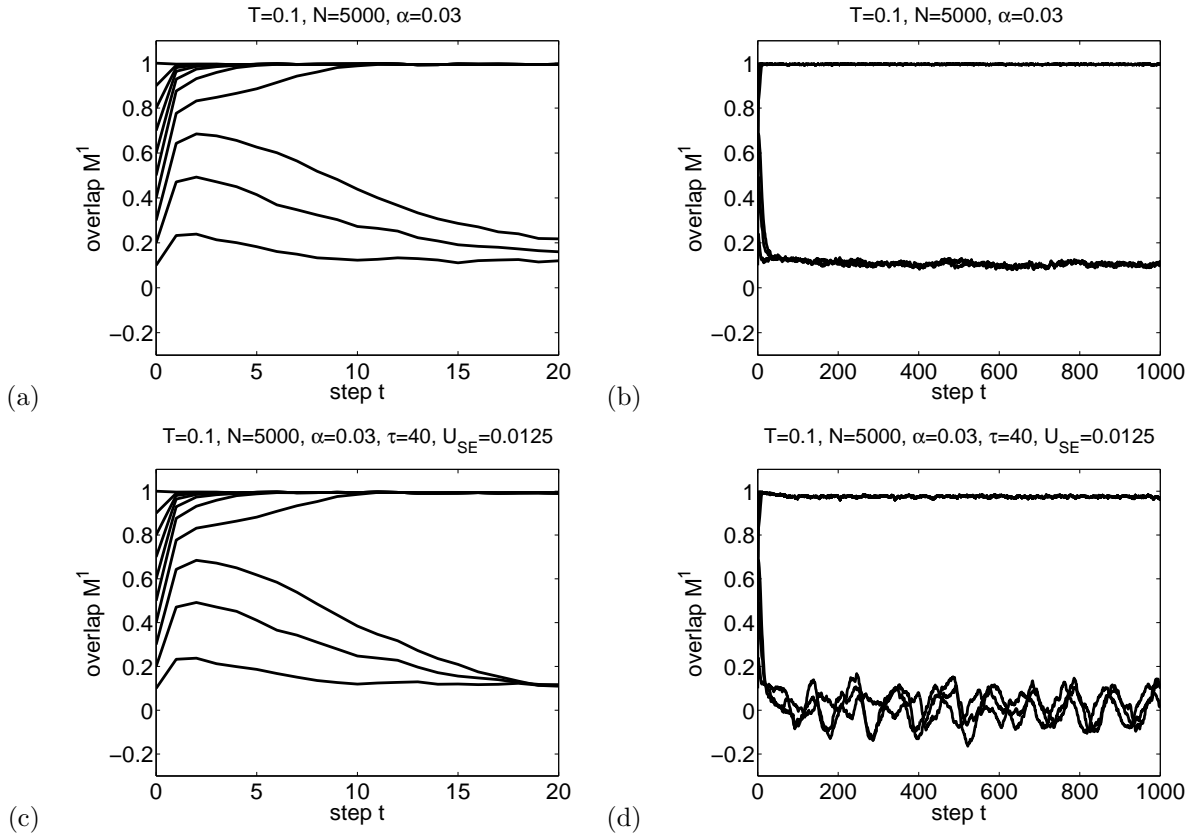 T=0.1, N=5000, α=0.03
overlap M¹
1
0.8
0.6
0.4
0.2
0
−0.2
0 5 10 15 20
step t
(a)
T=0.1, N=5000, α=0.03
overlap M¹
1
0.8
0.6
0.4
0.2
0
−0.2
0 200 400 600 800 1000
step t
(b)
T=0.1, N=5000, α=0.03, τ=40, U_SE=0.0125
overlap M¹
1
0.8
0.6
0.4
0.2
0
−0.2
0 5 10 15 20
step t
(c)
T=0.1, N=5000, α=0.03, τ=40, U_SE=0.0125
overlap M¹
1
0.8
0.6
0.4
0.2
0
−0.2
0 200 400 600 800 1000
step t
(d)